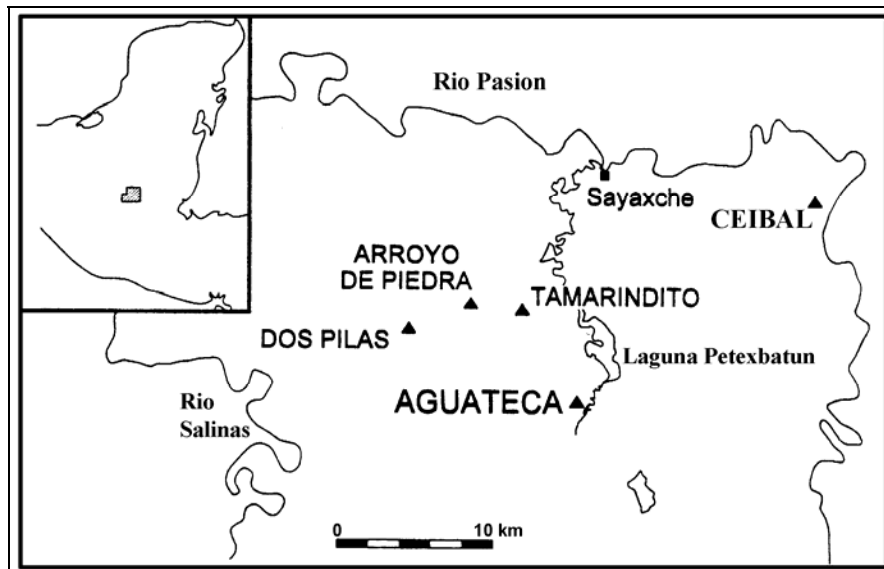 Rio Pasion
Sayaxche
CEIBAL
ARROYO
DE PIEDRA
TAMARINDITO
DOS PILAS
Laguna Petexbatun
AGUATECA
Rio
Salinas
0 10 km